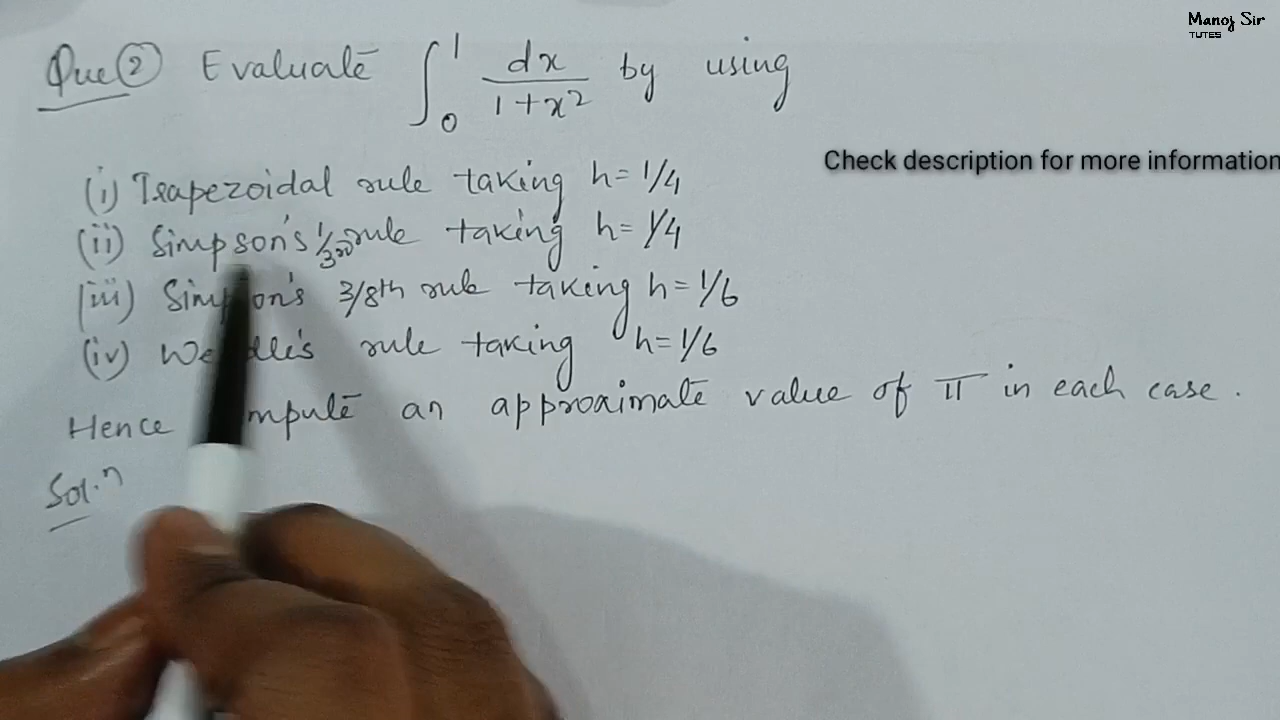 Manoj Sir
TUTES
Que 2 Evaluate ∫₀¹ dx/(1+x²) by using
Check description for more information
(i) Trapezoidal rule taking h=1/4
(ii) Simpson's 1/3rd rule taking h=1/4
(iii) Simpson's 3/8th rule taking h=1/6
(iv) rule taking h=1/6
Hence an approximate value of π in each case.
Sol.n